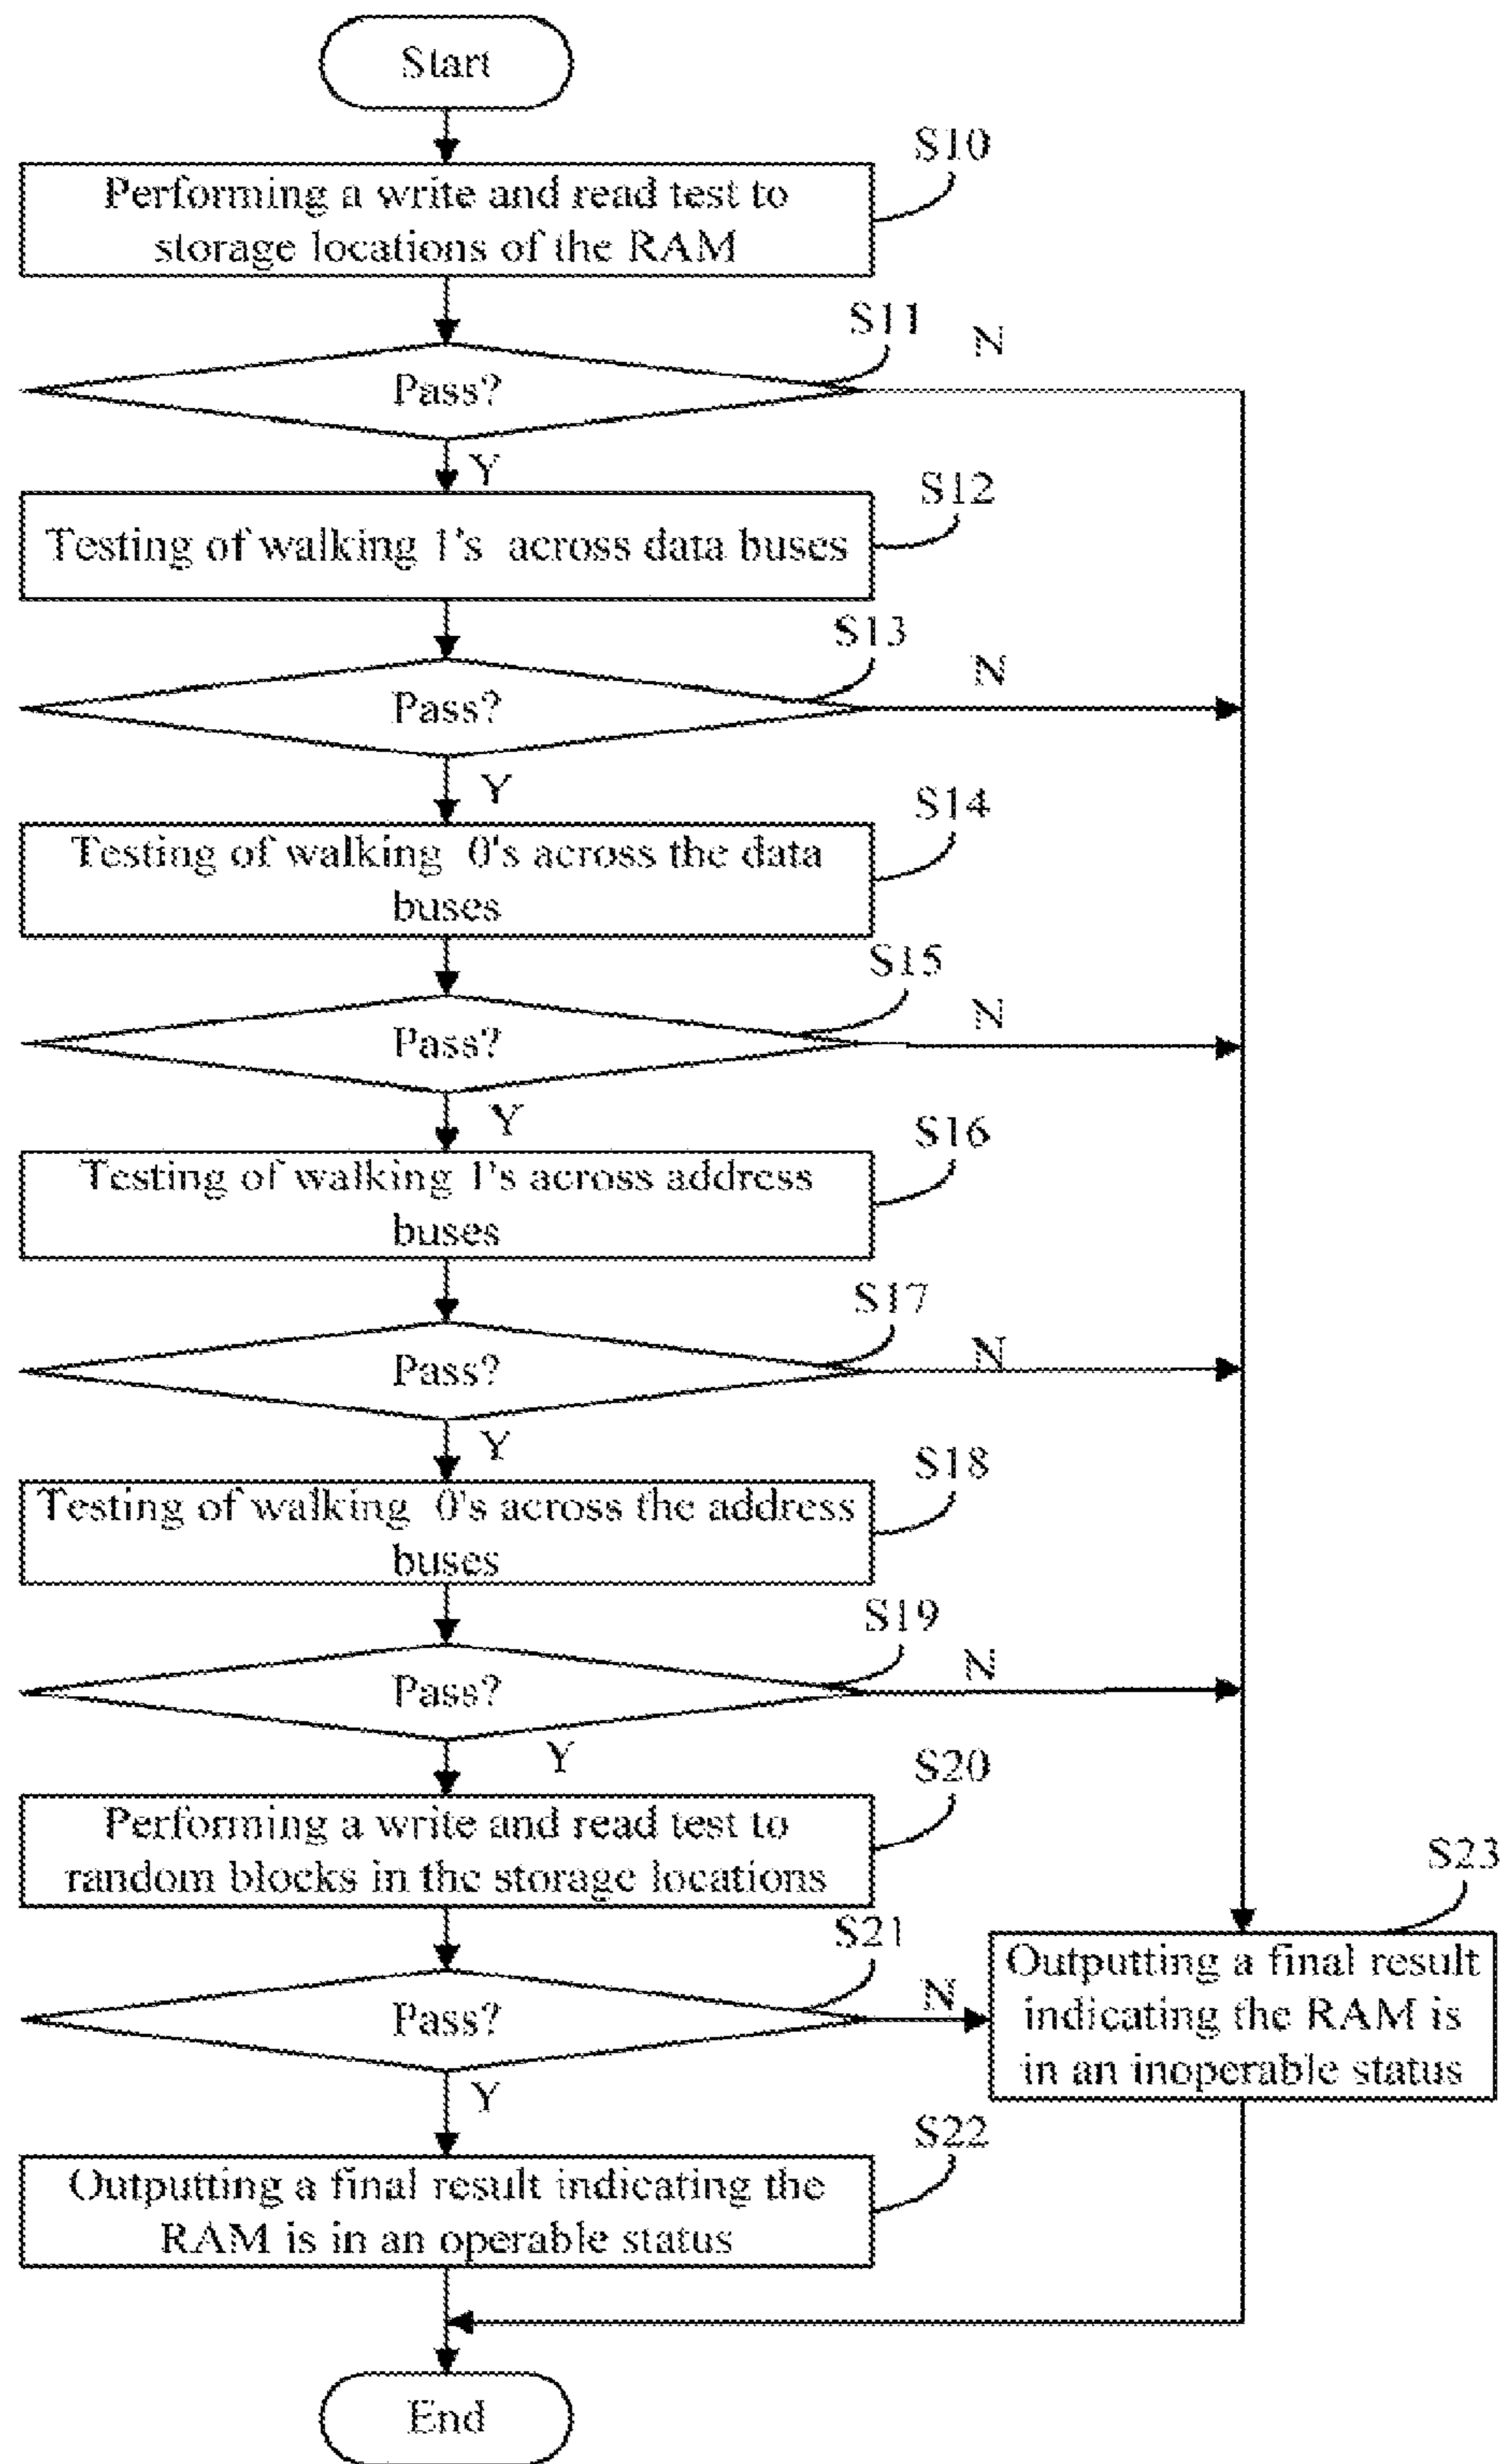 Start
S10
Performing a write and read test to
storage locations of the RAM
S11
N
Pass?
Y
S12
Testing of walking 1's across data buses
S13
N
Pass?
Y
S14
Testing of walking 0's across the data
buses
S15
N
Pass?
Y
S16
Testing of walking 1's across address
buses
S17
N
Pass?
Y
S18
Testing of walking 0's across the address
buses
S19
N
Pass?
Y
S20
Performing a write and read test to
random blocks in the storage locations
S21
N
Pass?
Y
S23
Outputting a final result
indicating the RAM is
in an inoperable status
S22
Outputting a final result indicating the
RAM is in an operable status
End